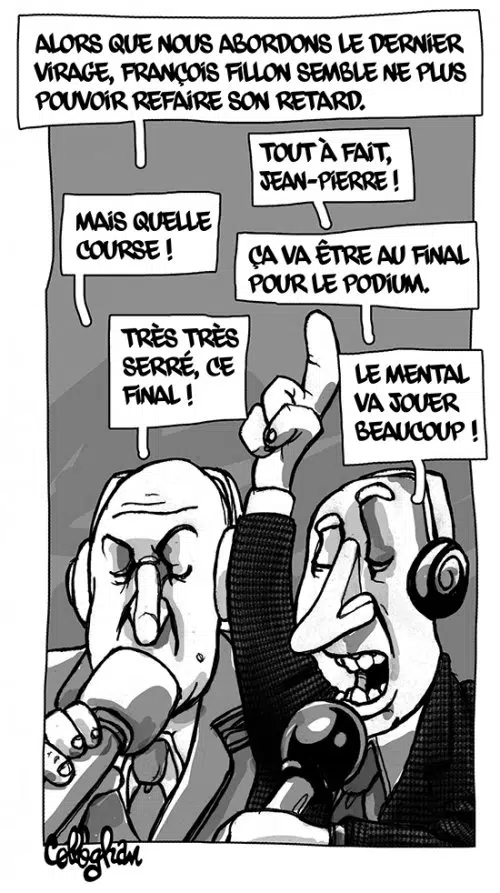 ALORS QUE NOUS ABORDONS LE DERNIER
VIRAGE, FRANÇOIS FILLON SEMBLE NE PLUS
POUVOIR REFAIRE SON RETARD.
TOUT À FAIT,
JEAN-PIERRE !
MAIS QUELLE
COURSE !
ÇA VA ÊTRE AU FINAL
POUR LE PODIUM.
TRÈS TRÈS
SERRÉ, CE
FINAL !
LE MENTAL
VA JOUER
BEAUCOUP !